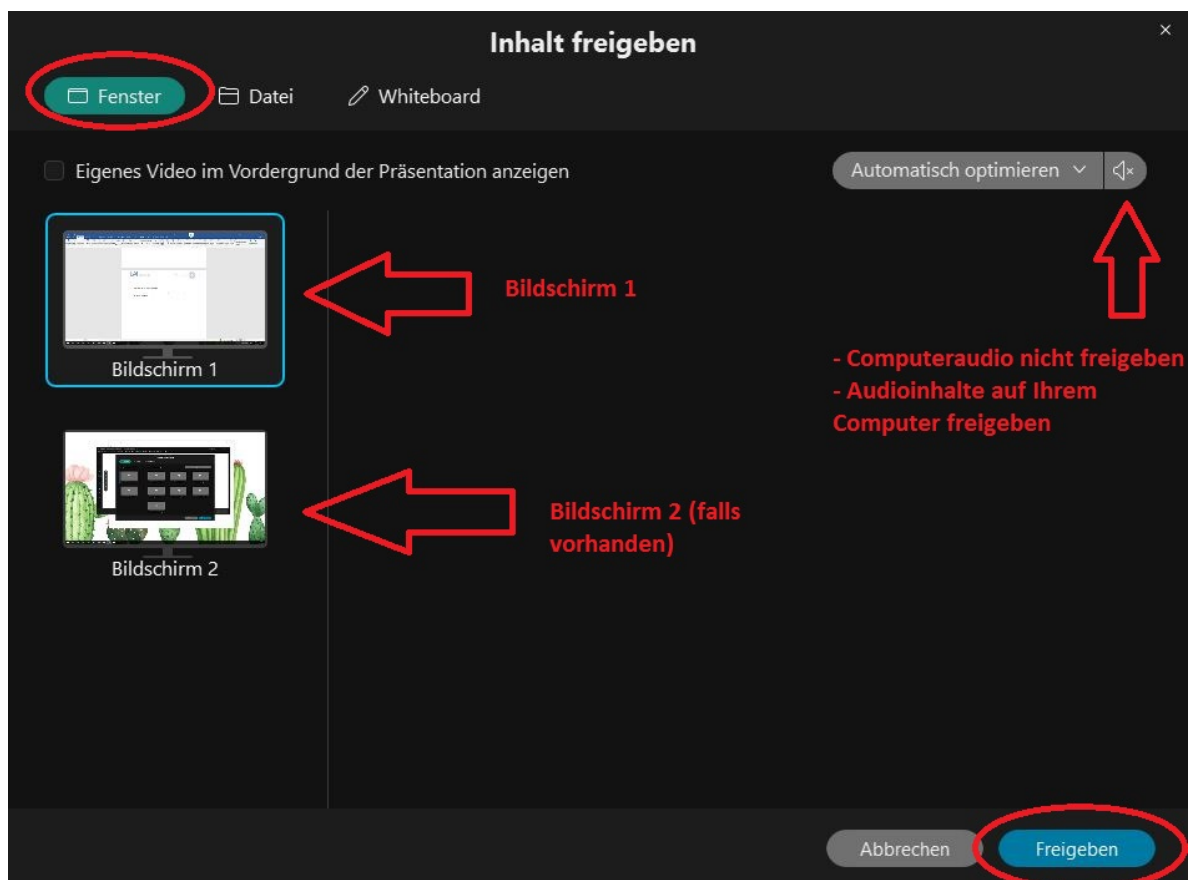 Inhalt freigeben
Fenster
Datei
Whiteboard
Eigenes Video im Vordergrund der Präsentation anzeigen
Automatisch optimieren
Bildschirm 1
Bildschirm 1
- Computeraudio nicht freigeben
- Audioinhalte auf Ihrem
Computer freigeben
Bildschirm 2 (falls
vorhanden)
Bildschirm 2
Abbrechen
Freigeben